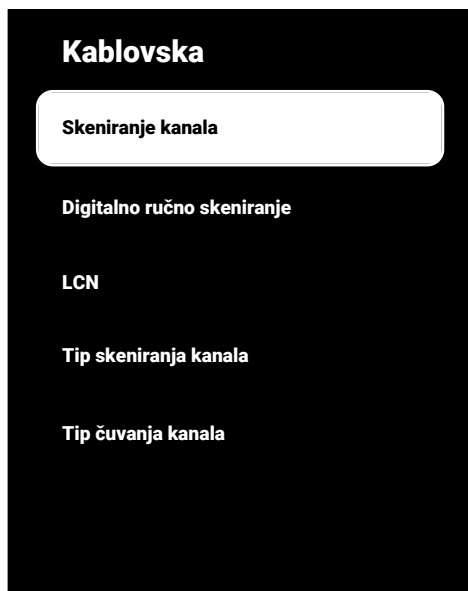 Kablovska
Skeniranje kanala
Digitalno ručno skeniranje
LCN
Tip skeniranja kanala
Tip čuvanja kanala